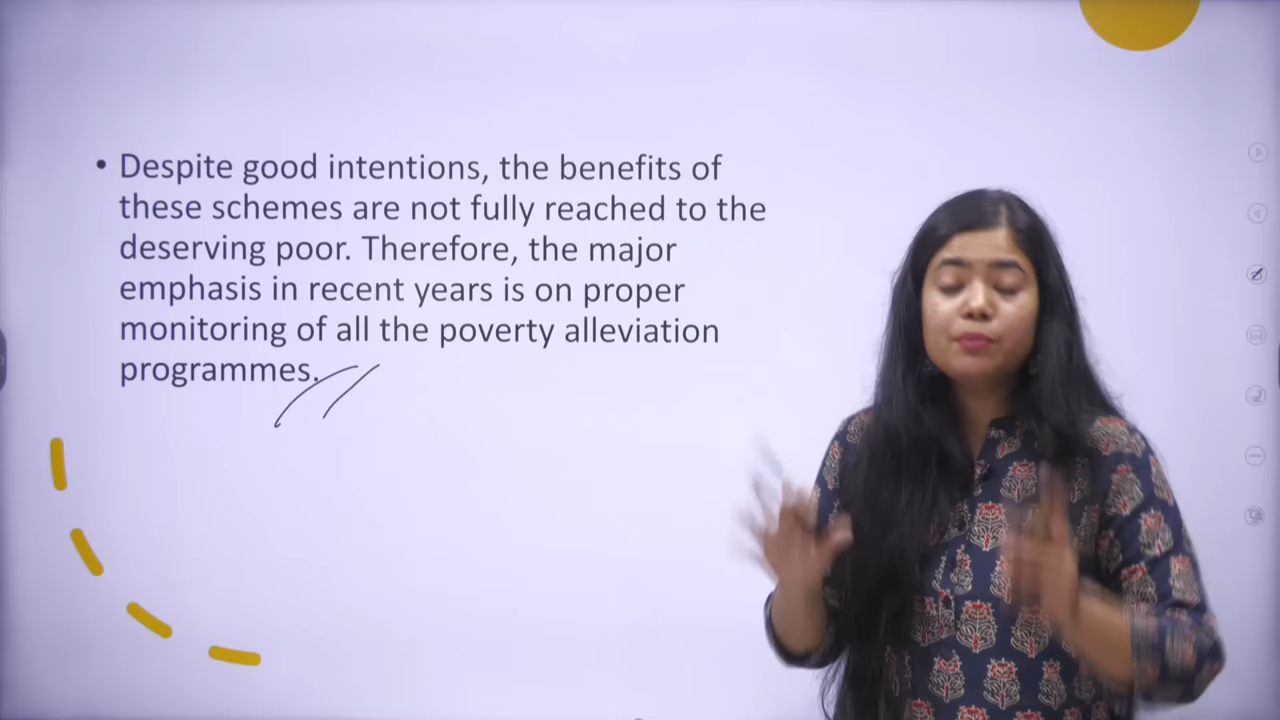 • Despite good intentions, the benefits of
these schemes are not fully reached to the
deserving poor. Therefore, the major
emphasis in recent years is on proper
monitoring of all the poverty alleviation
programmes.